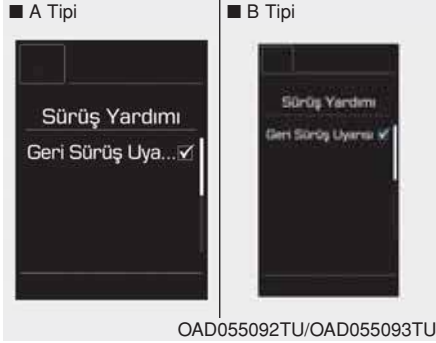 ■ A Tipi
Sürüş Yardımı
Geri Sürüş Uya...
■ B Tipi
Sürüş Yardımı
Geri Sürüş Uyarısı
OAD055092TU/OAD055093TU